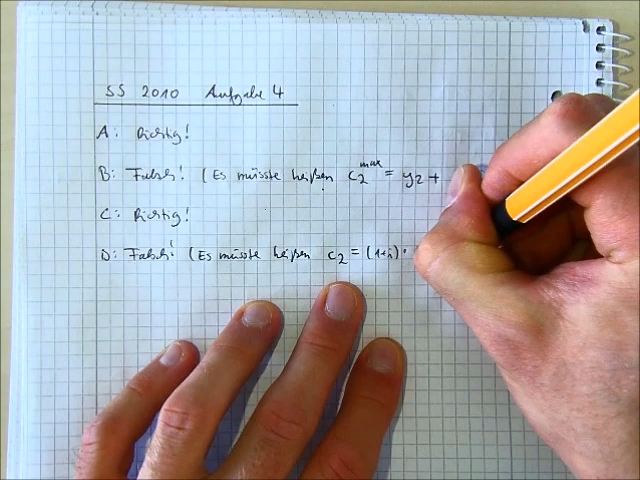 SS 2010 Aufgabe 4
A: Richtig!
B: Falsch! (Es müsste heißen c₂ᵐᵃˣ = y₂ +
C: Richtig!
D: Falsch! (Es müsste heißen c₂ = (1+i) ·